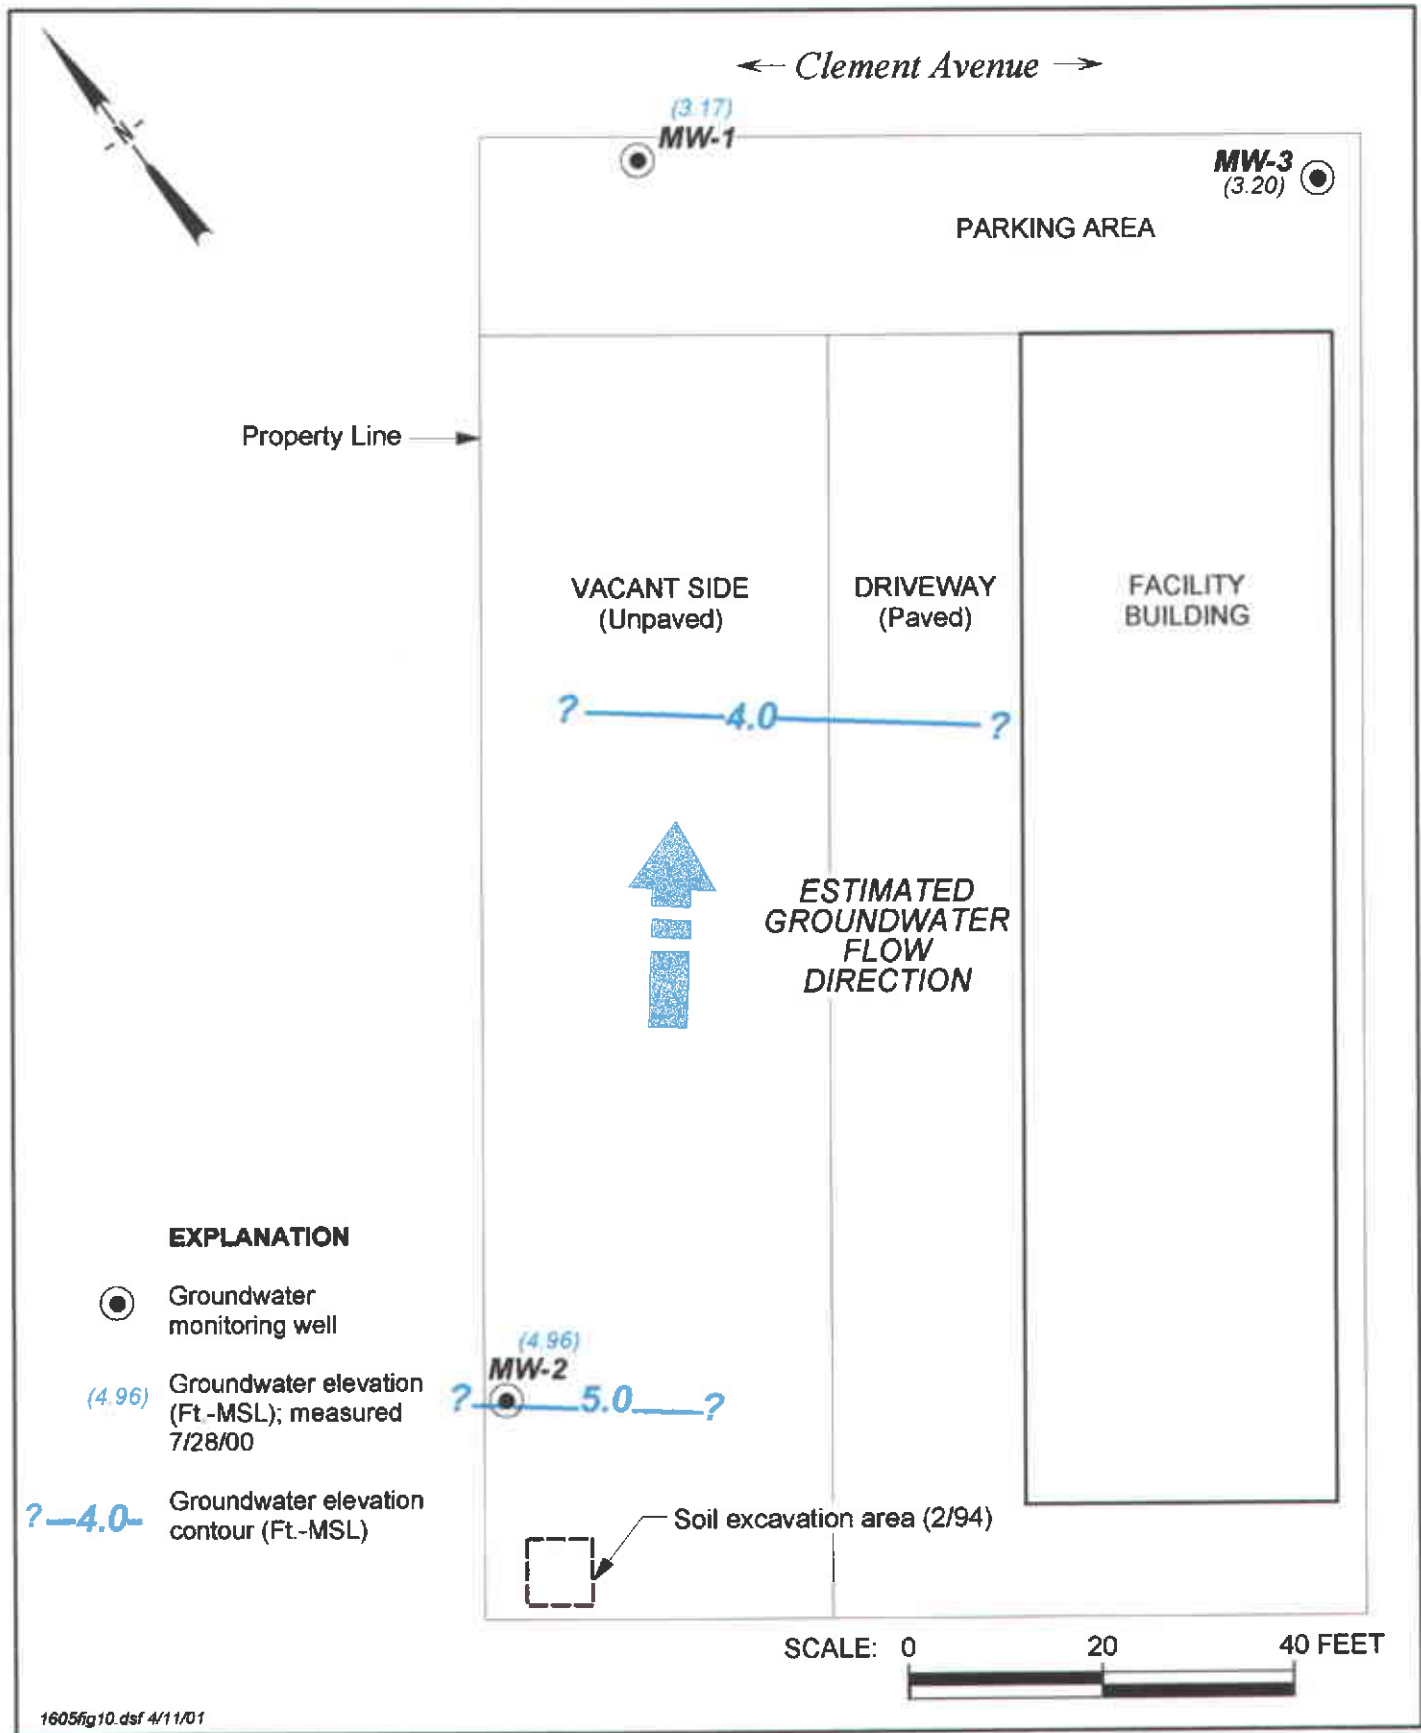 Clement Avenue
(3.17)
MW-1
MW-3
(3.20)
PARKING AREA
N
Property Line
VACANT SIDE
(Unpaved)
DRIVEWAY
(Paved)
FACILITY
BUILDING
? 4.0 ?
ESTIMATED
GROUNDWATER
FLOW
DIRECTION
EXPLANATION
Groundwater
monitoring well
(4.96)
MW-2
? 5.0 ?
(4.96) Groundwater elevation
(Ft.-MSL); measured
7/28/00
?—4.0- Groundwater elevation
contour (Ft.-MSL)
Soil excavation area (2/94)
SCALE: 0 20 40 FEET
1605fig10.dsf 4/11/01